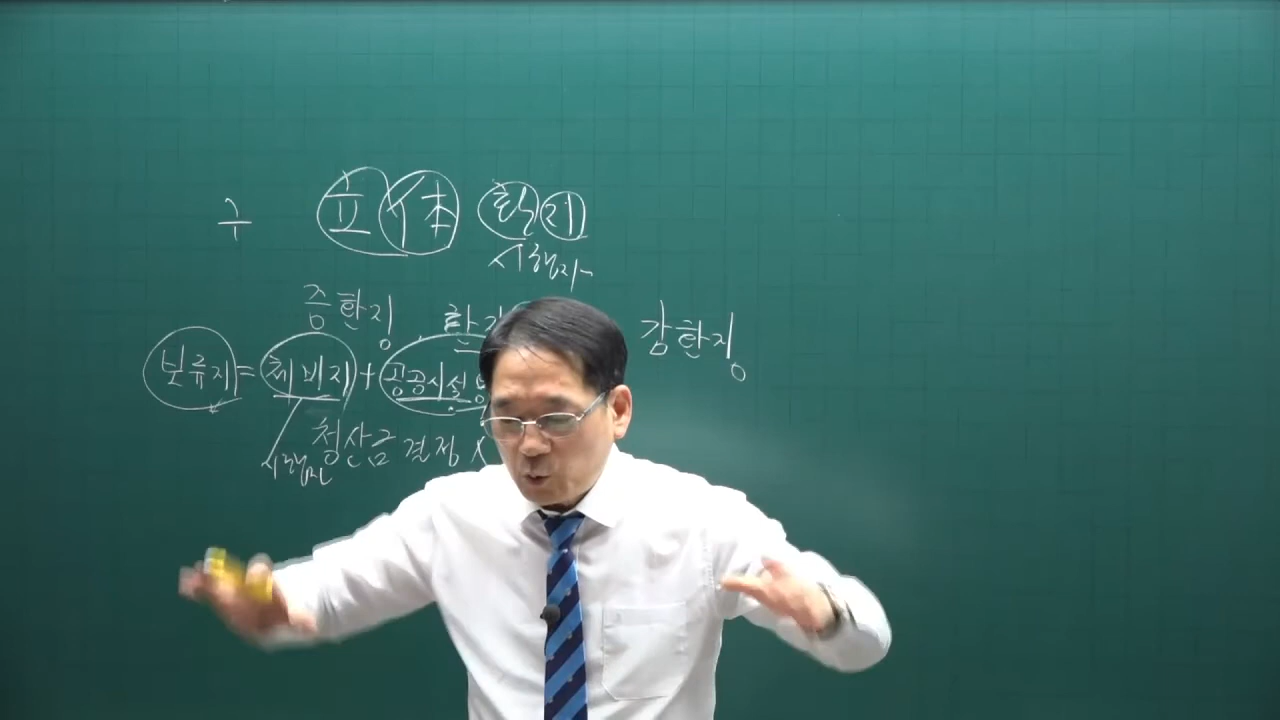 구 立体 환지
시행자
증환지 환지 감환지
보류지 = 체비지 + 공공시설용
청산금 결정
시행자